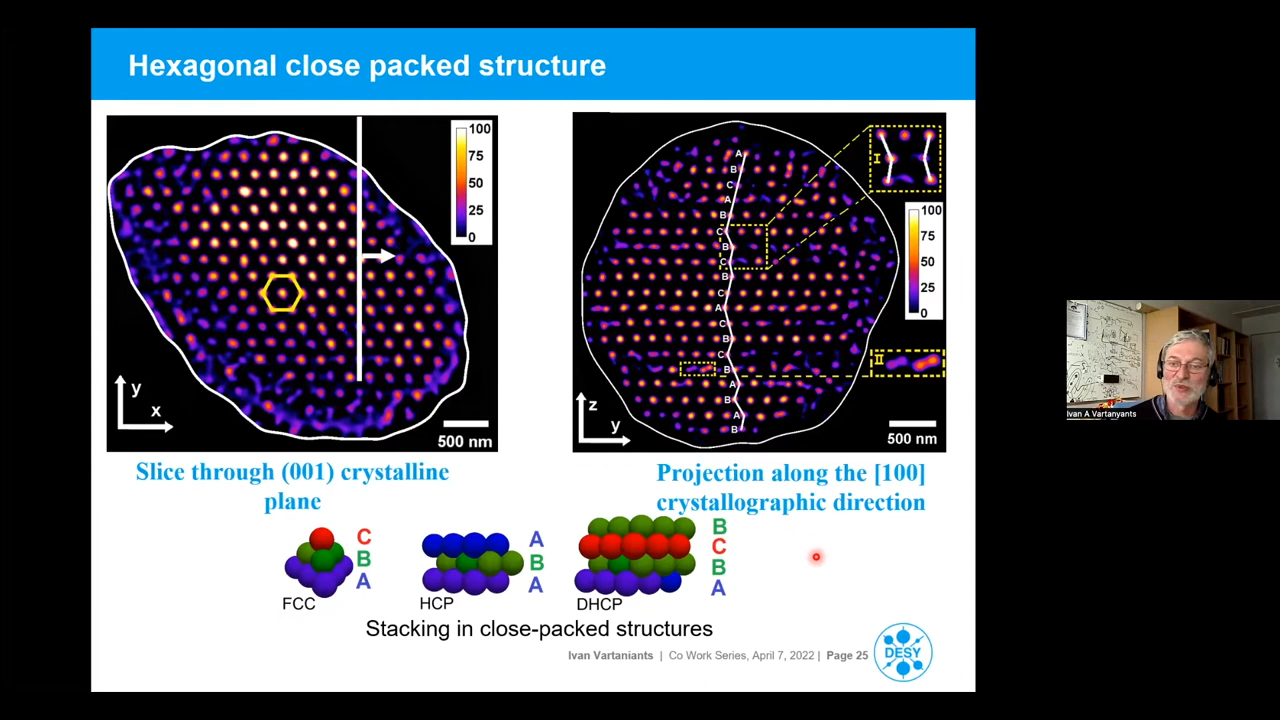 Hexagonal close packed structure
100
75
50
25
0
y
x
500 nm
Slice through (001) crystalline
plane
A
B
C
A
B
C
B
C
B
C
A
C
B
C
B
A
B
A
B
I
100
75
50
25
0
II
z
y
500 nm
Projection along the [100]
crystallographic direction
C
B
A
FCC
A
B
A
HCP
B
C
B
A
DHCP
Stacking in close-packed structures
Ivan Vartaniants | Co Work Series, April 7, 2022 | Page 25
DESY
Ivan A Vartanyants